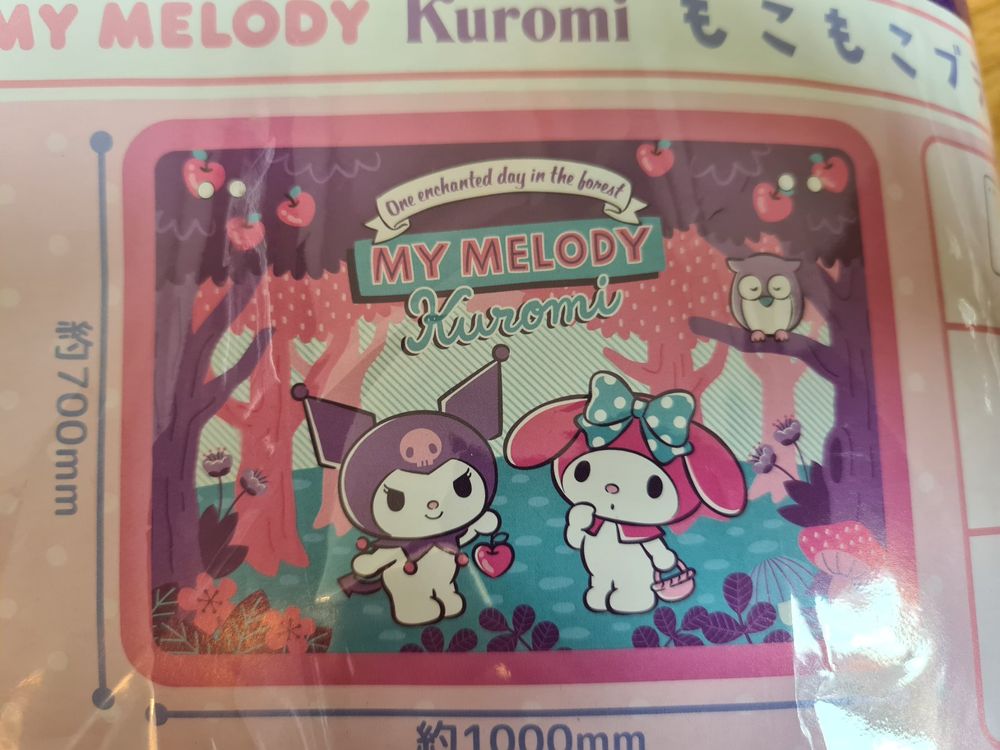 MY MELODY Kuromi もこもこブ
One enchanted day in the forest
MY MELODY
Kuromi
約700mm
約1000mm